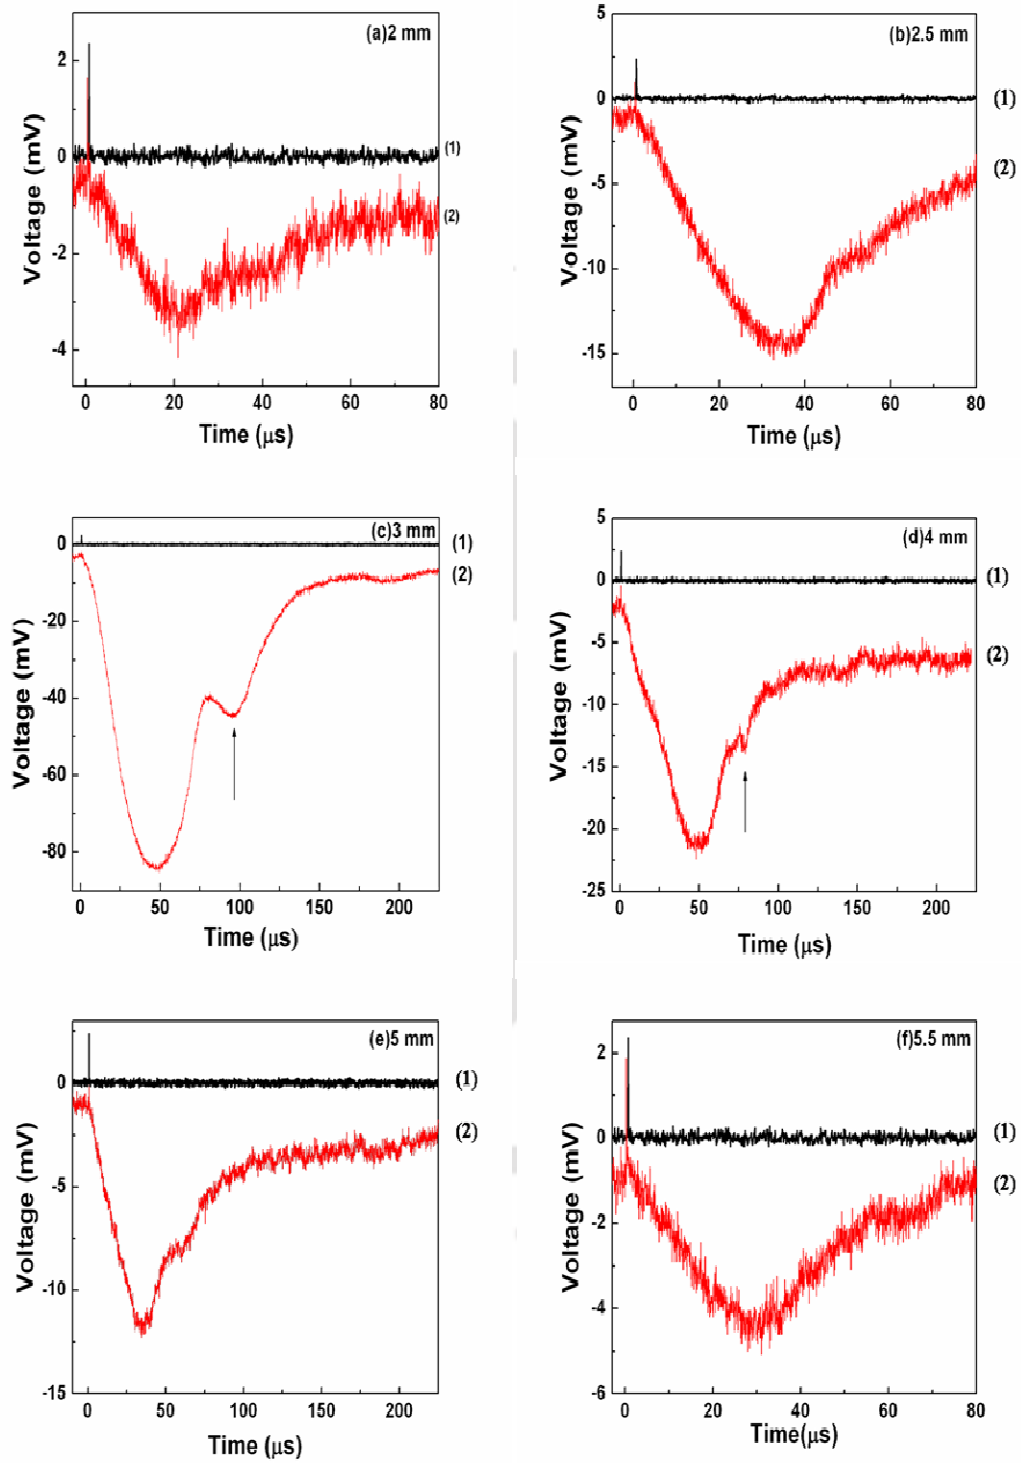 (a)2 mm
2
0
-2
-4
Voltage (mV)
(1)
(2)
0 20 40 60 80
Time (μs)
(b)2.5 mm
5
0
-5
-10
-15
Voltage (mV)
(1)
(2)
0 20 40 60 80
Time (μs)
(c)3 mm
0
-20
-40
-60
-80
Voltage (mV)
(1)
(2)
0 50 100 150 200
Time (μs)
(d)4 mm
5
0
-5
-10
-15
-20
-25
Voltage (mV)
(1)
(2)
0 50 100 150 200
Time (μs)
(e)5 mm
0
-5
-10
-15
Voltage (mV)
(1)
(2)
0 50 100 150 200
Time (μs)
(f)5.5 mm
2
0
-2
-4
-6
Voltage (mV)
(1)
(2)
0 20 40 60 80
Time(μs)